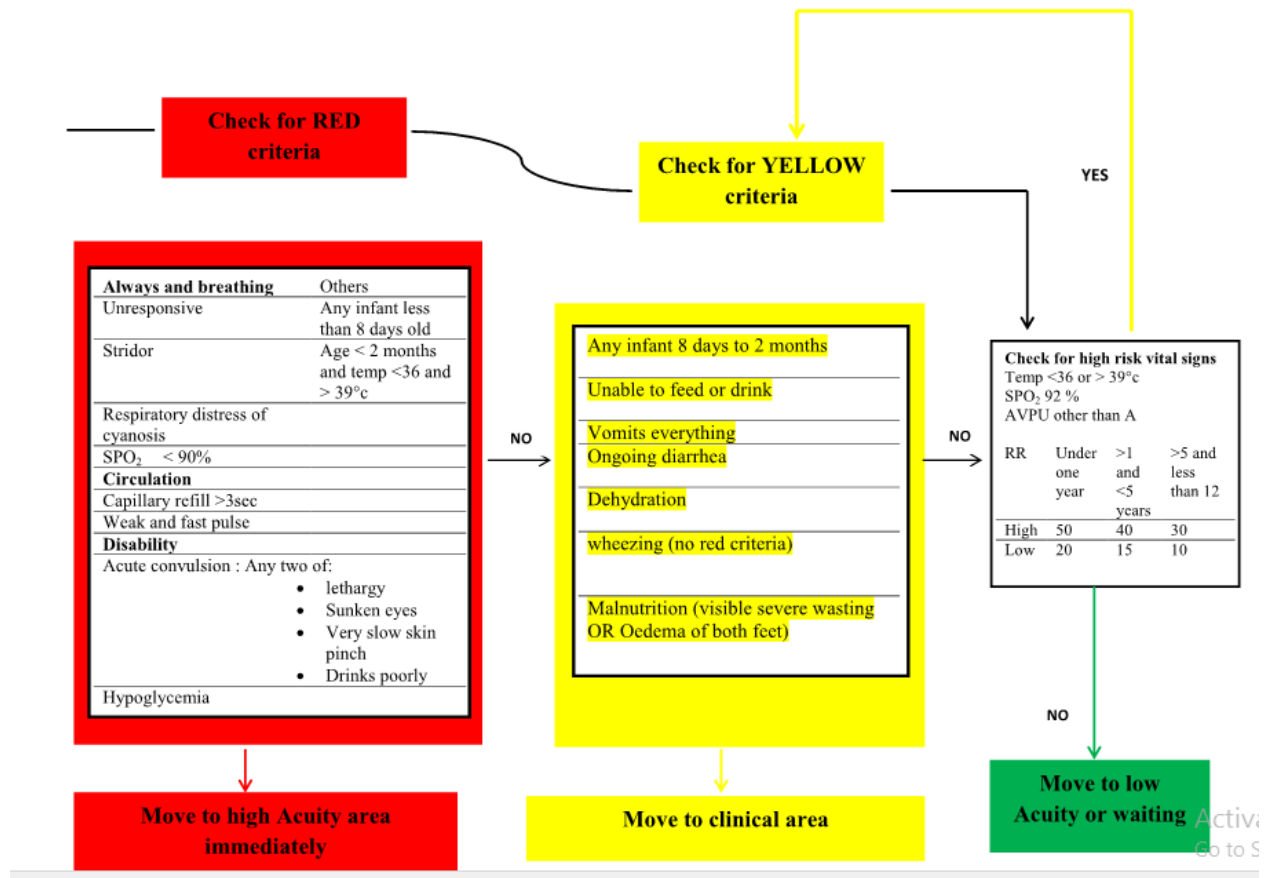 Check for RED
criteria
Check for YELLOW
criteria
YES
Always and breathing Others
Unresponsive Any infant less
than 8 days old
Stridor Age < 2 months
and temp <36 and
> 39°c
Respiratory distress of
cyanosis
SPO₂ < 90%
Circulation
Capillary refill >3sec
Weak and fast pulse
Disability
Acute convulsion : Any two of:
• lethargy
• Sunken eyes
• Very slow skin
pinch
• Drinks poorly
Hypoglycemia
NO
Any infant 8 days to 2 months
Unable to feed or drink
Vomits everything
Ongoing diarrhea
Dehydration
wheezing (no red criteria)
Malnutrition (visible severe wasting
OR Oedema of both feet)
NO
Check for high risk vital signs
Temp <36 or > 39°c
SPO₂ 92 %
AVPU other than A
RR Under >1 >5 and
one and less
year <5 than 12
years
High 50 40 30
Low 20 15 10
NO
Move to high Acuity area
immediately
Move to clinical area
Move to low
Acuity or waiting
Activa
Go to S